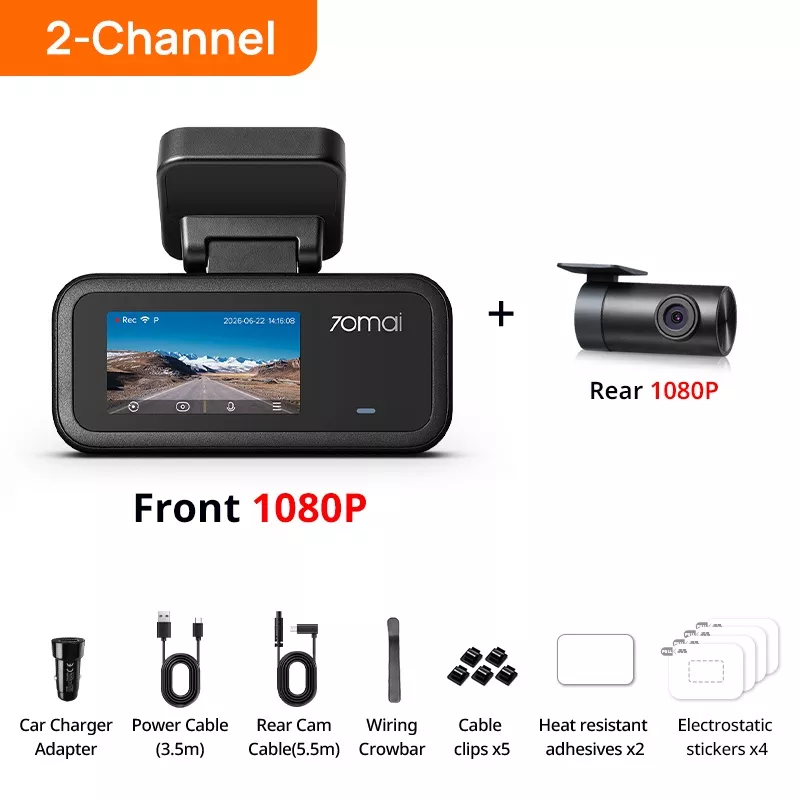 2-Channel
Rec P 2026-06-22 14:16:08
70mai
+
Rear 1080P
Front 1080P
Car Charger Power Cable Rear Cam Wiring Cable Heat resistant Electrostatic
Adapter (3.5m) Cable(5.5m) Crowbar clips x5 adhesives x2 stickers x4